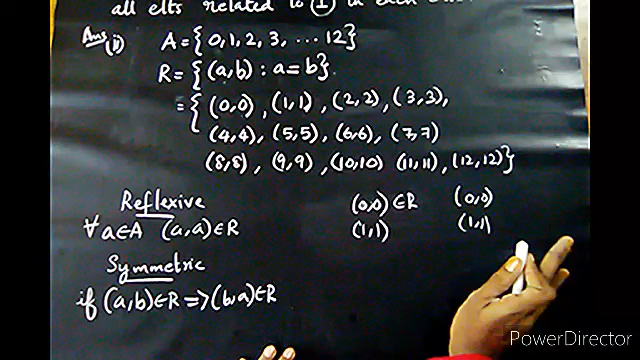 all elts related to (1) in each
Ans (ii) A = { 0, 1, 2, 3, ... 12}
R = { (a, b) : a = b}.
= { (0,0) , (1,1) , (2,2) , (3,3),
(4,4) , (5,5) , (6,6) , (7,7)
(8,8) , (9,9) , (10,10) (11,11) , (12,12)}
Reflexive
∀ a∈A (a,a)∈R
(0,0)∈R (0,0)
(1,1) (1,1)
Symmetric
if (a,b)∈R => (b,a)∈R
PowerDirector